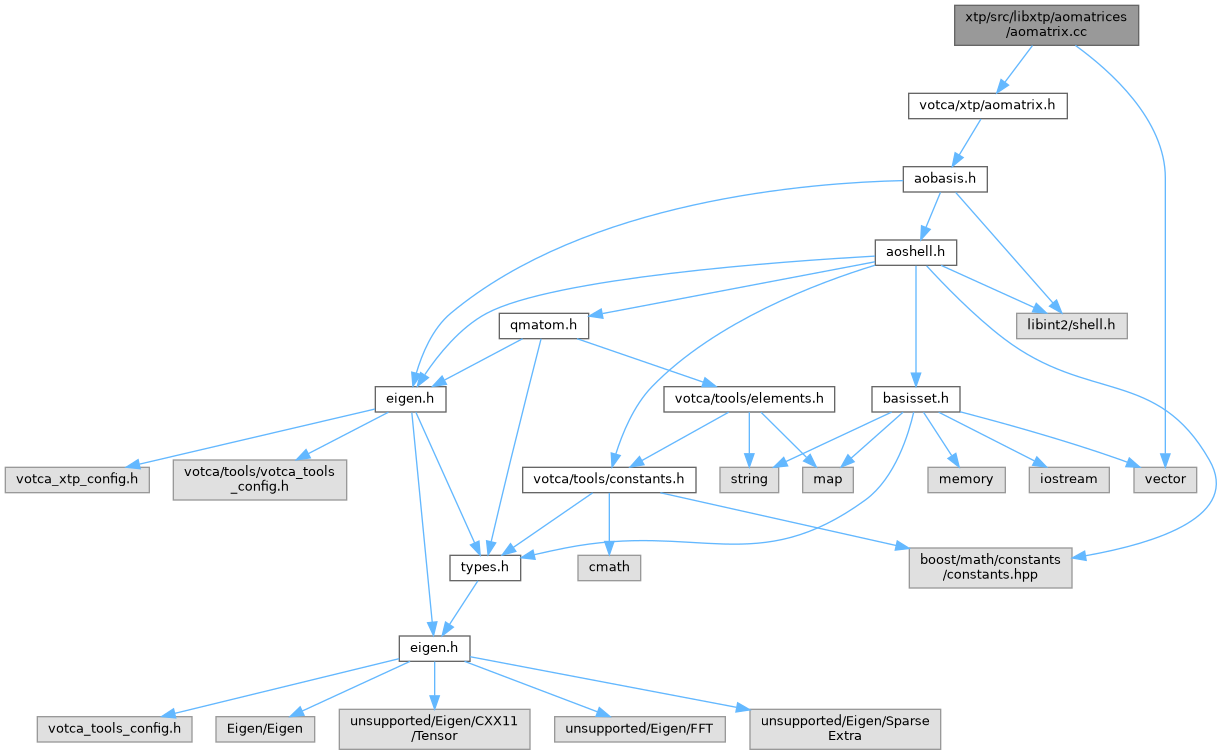 xtp/src/libxtp/aomatrices
/aomatrix.cc
votca/xtp/aomatrix.h
aobasis.h
aoshell.h
qmatom.h
libint2/shell.h
eigen.h
votca/tools/elements.h
basisset.h
votca_xtp_config.h
votca/tools/votca_tools
_config.h
votca/tools/constants.h
string
map
memory
iostream
vector
types.h
cmath
boost/math/constants
/constants.hpp
eigen.h
votca_tools_config.h
Eigen/Eigen
unsupported/Eigen/CXX11
/Tensor
unsupported/Eigen/FFT
unsupported/Eigen/Sparse
Extra